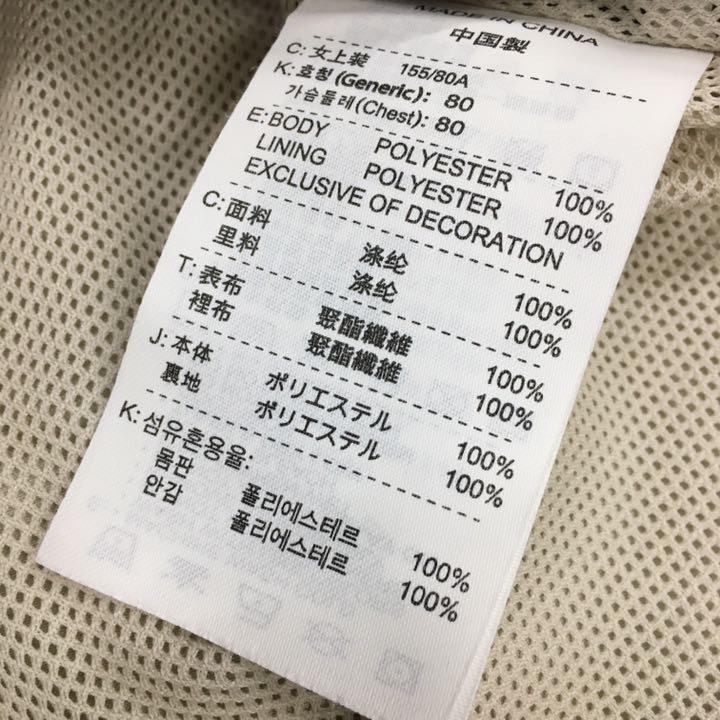 MADE IN CHINA
中国製
C: 女上装 155/80A
K: 호칭 (Generic): 80
가슴둘레 (Chest): 80
E: BODY POLYESTER 100%
LINING POLYESTER 100%
EXCLUSIVE OF DECORATION
C: 面料 涤纶 100%
里料 涤纶 100%
T: 表布 聚酯纖維 100%
裡布 聚酯纖維 100%
J: 本体 ポリエステル 100%
裏地 ポリエステル 100%
K: 섬유혼용율:
몸판 폴리에스테르 100%
안감 폴리에스테르 100%